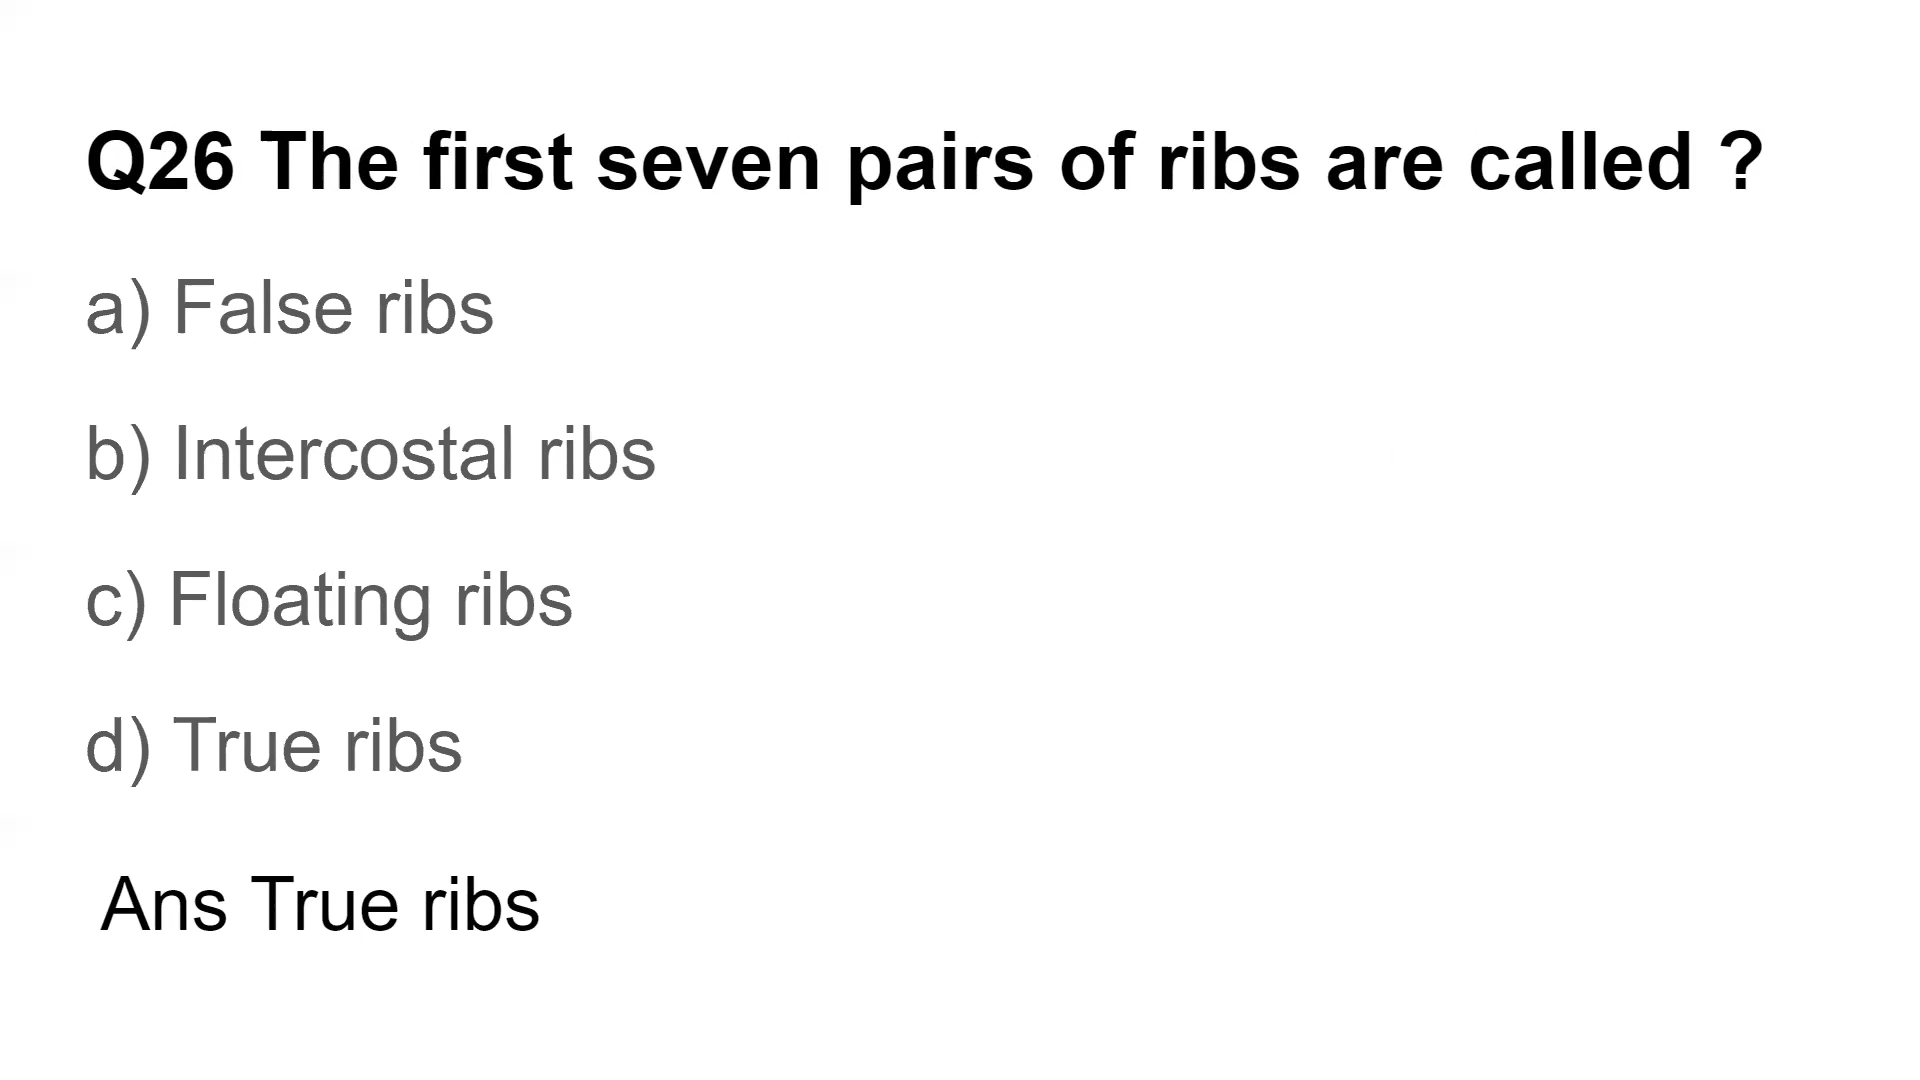 Q26 The first seven pairs of ribs are called ?
a) False ribs
b) Intercostal ribs
c) Floating ribs
d) True ribs
Ans True ribs